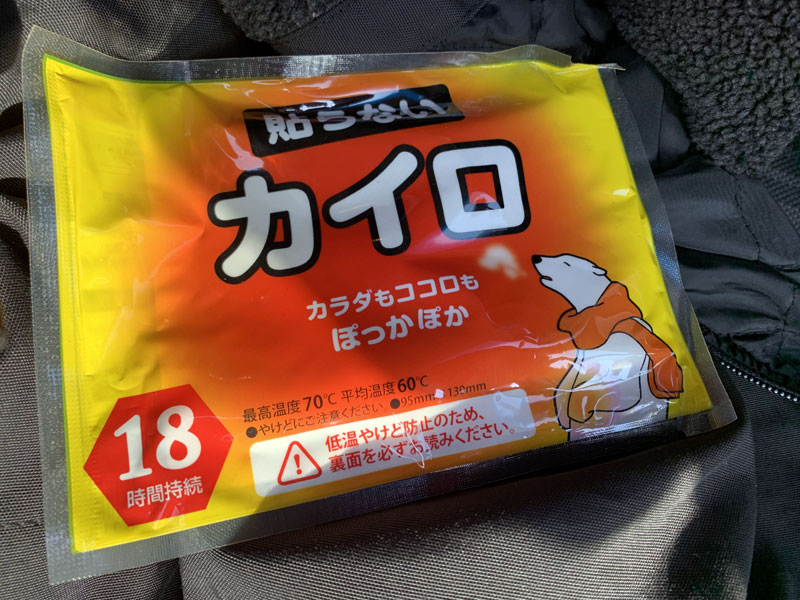 貼らない
カイロ
カラダもココロも
ぽっかぽか
最高温度70℃ 平均温度60℃
●やけどにご注意ください ●95mm×130mm
18
時間持続
低温やけど防止のため、
裏面を必ずお読みください。